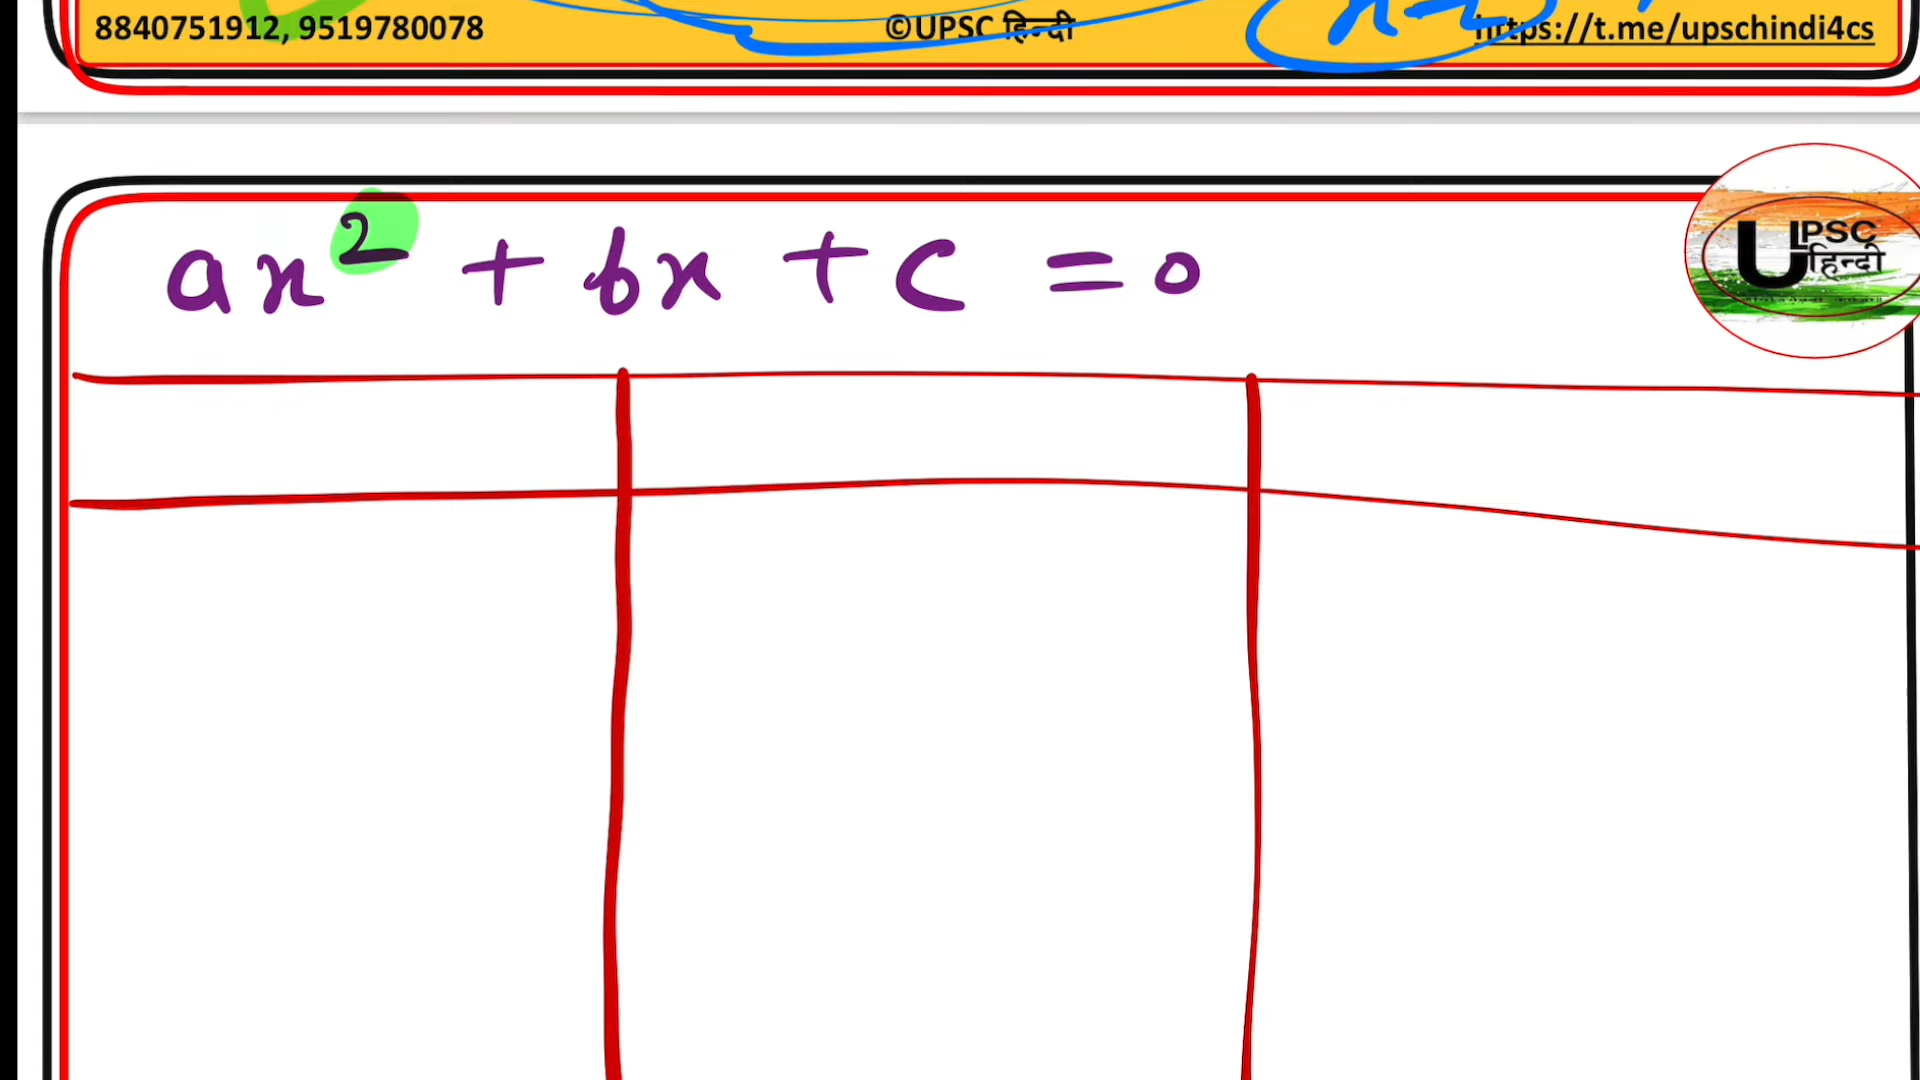 8840751912, 9519780078 ©UPSC हिन्दी https://t.me/upschindi4cs
UPSC
हिन्दी
ax² + bx + c = 0